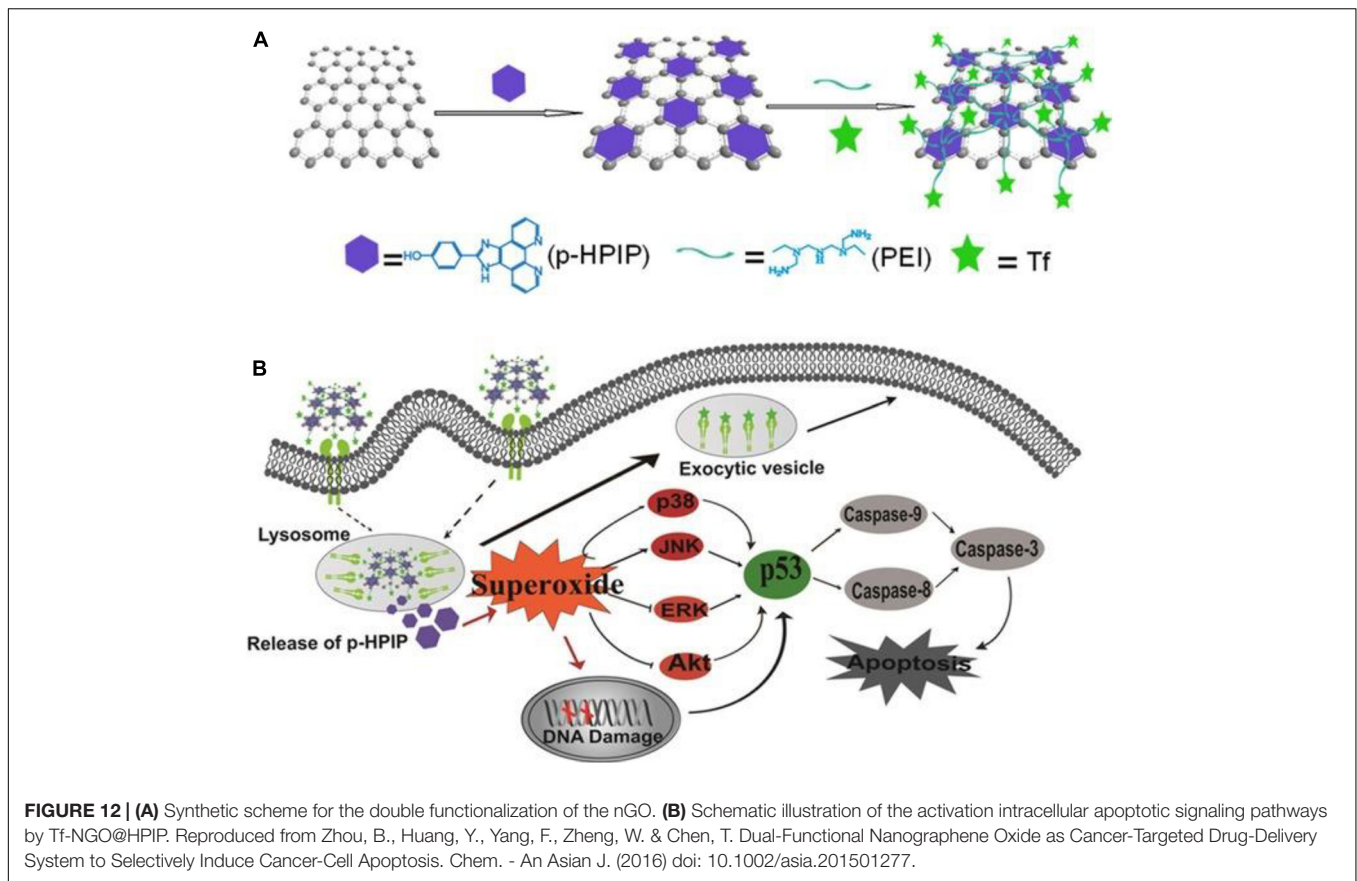 A
HO
N
N
H
N
N
(p-HPIP)
=
=
NH2
N
N
H
N
H2N
(PEI)
= Tf
B
Exocytic vesicle
Lysosome
p38
JNK
ERK
Akt
Superoxide
p53
Caspase-9
Caspase-8
Caspase-3
Release of p-HPIP
Apoptosis
DNA Damage
FIGURE 12 | (A) Synthetic scheme for the double functionalization of the nGO. (B) Schematic illustration of the activation intracellular apoptotic signaling pathways
by Tf-NGO@HPIP. Reproduced from Zhou, B., Huang, Y., Yang, F., Zheng, W. & Chen, T. Dual-Functional Nanographene Oxide as Cancer-Targeted Drug-Delivery
System to Selectively Induce Cancer-Cell Apoptosis. Chem. - An Asian J. (2016) doi: 10.1002/asia.201501277.